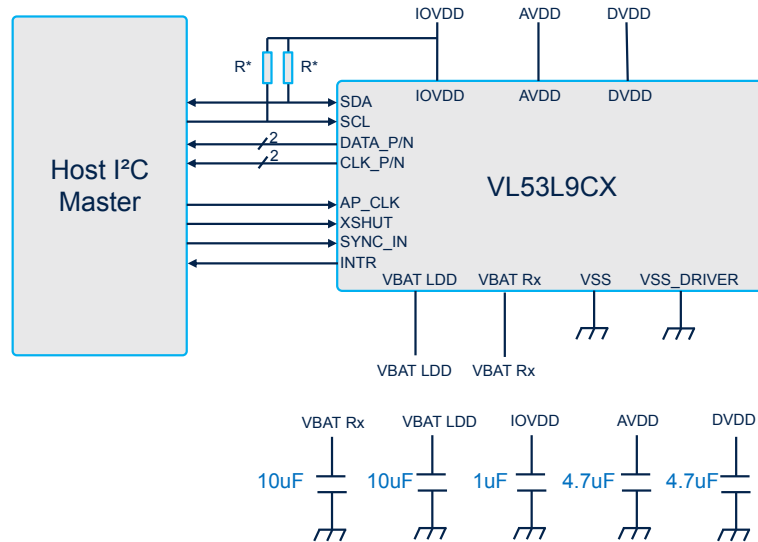 IOVDD
AVDD
DVDD
R*
R*
IOVDD
AVDD
DVDD
SDA
SCL
2
DATA_P/N
2
CLK_P/N
Host I²C
Master
VL53L9CX
AP_CLK
XSHUT
SYNC_IN
INTR
VBAT LDD
VBAT Rx
VSS
VSS_DRIVER
VBAT LDD
VBAT Rx
VBAT Rx
VBAT LDD
IOVDD
AVDD
DVDD
10uF
10uF
1uF
4.7uF
4.7uF